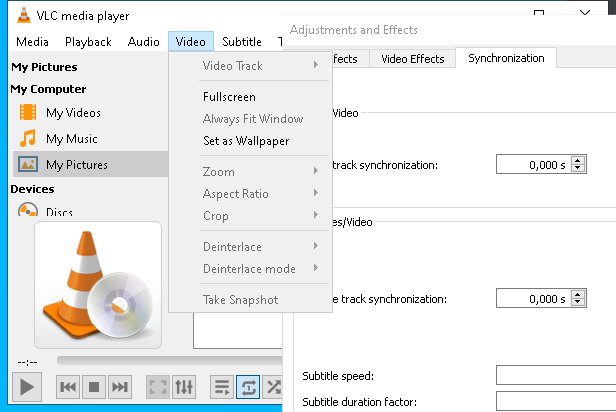 VLC media player
Media Playback Audio Video Subtitle T
My Pictures
My Computer
My Videos
My Music
My Pictures
Devices
Discs
--:--
Video Track
Fullscreen
Always Fit Window
Set as Wallpaper
Zoom
Aspect Ratio
Crop
Deinterlace
Deinterlace mode
Take Snapshot
Adjustments and Effects
fects Video Effects Synchronization
/Video
track synchronization: 0,000 s
es/Video
e track synchronization: 0,000 s
Subtitle speed:
Subtitle duration factor: